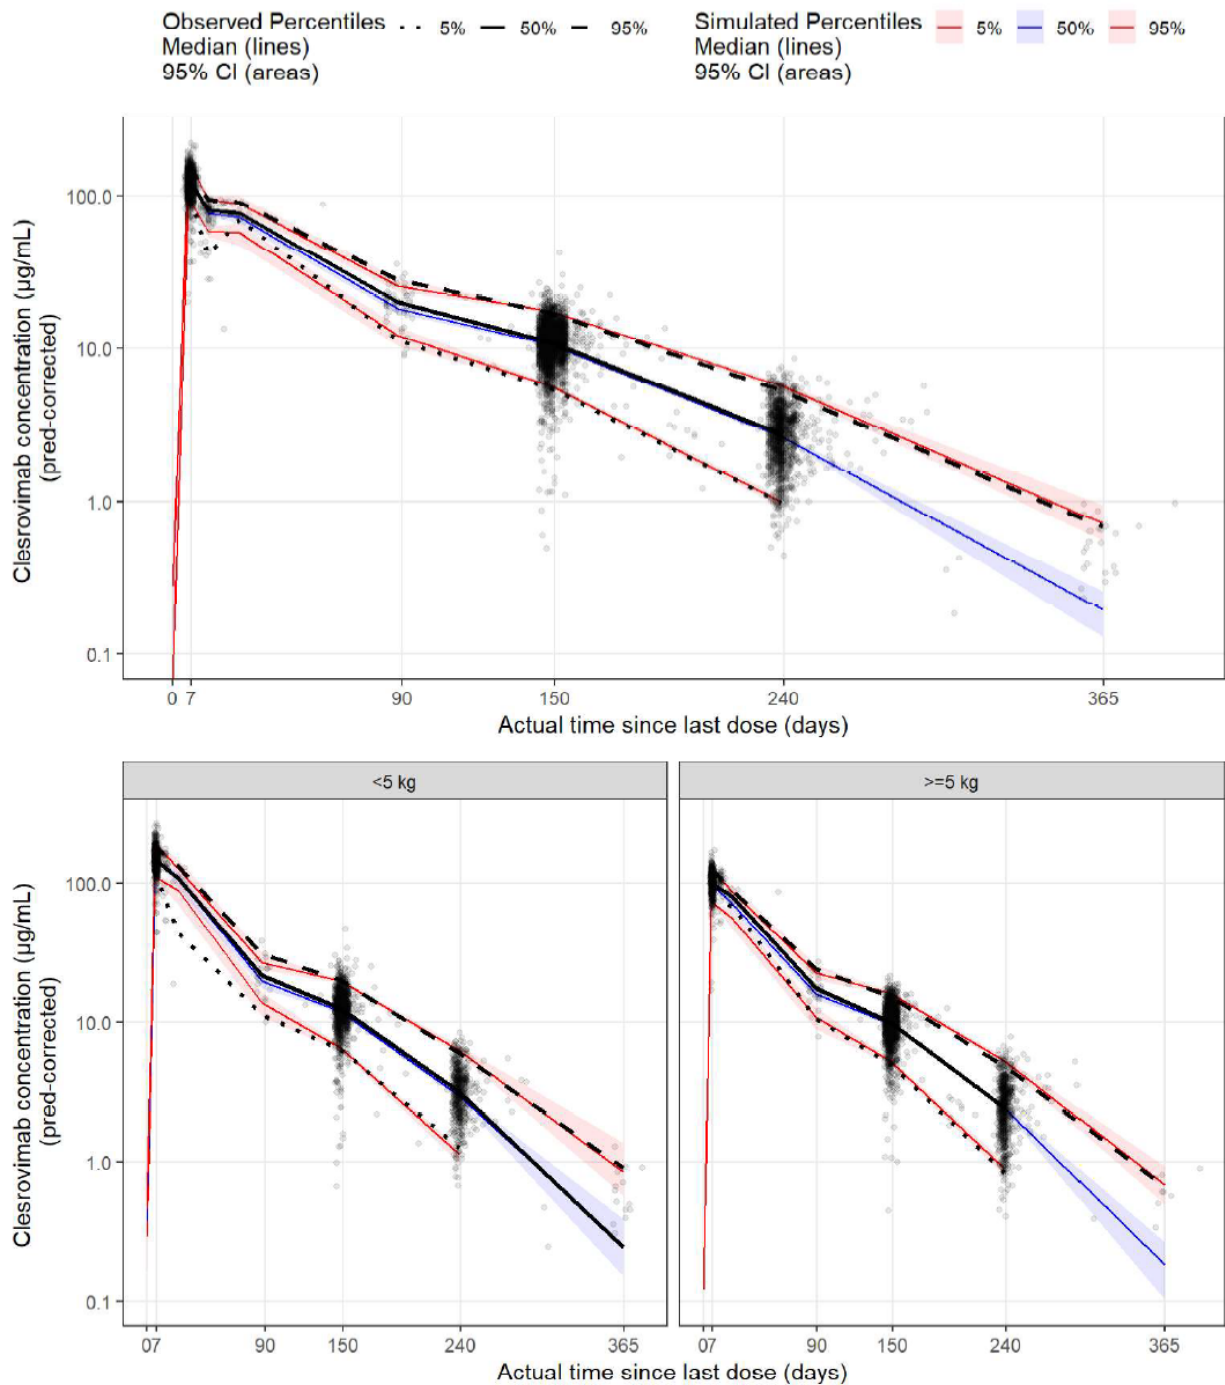 Observed Percentiles 5% 50% 95% Simulated Percentiles 5% 50% 95%
Median (lines) Median (lines)
95% CI (areas) 95% CI (areas)
Clesrovimab concentration (µg/mL)
(pred-corrected)
100.0
10.0
1.0
0.1
0 7 90 150 240 365
Actual time since last dose (days)
<5 kg >=5 kg
Clesrovimab concentration (µg/mL)
(pred-corrected)
100.0
10.0
1.0
0.1
07 90 150 240 365 07 90 150 240 365
Actual time since last dose (days)